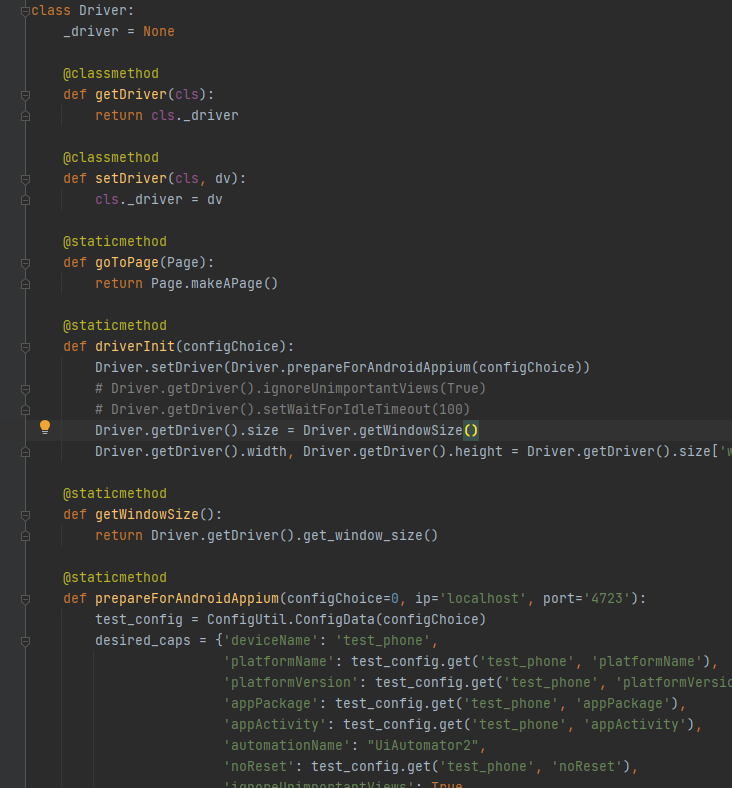 class Driver:
    _driver = None

    @classmethod
    def getDriver(cls):
        return cls._driver

    @classmethod
    def setDriver(cls, dv):
        cls._driver = dv

    @staticmethod
    def goToPage(Page):
        return Page.makeAPage()

    @staticmethod
    def driverInit(configChoice):
        Driver.setDriver(Driver.prepareForAndroidAppium(configChoice))
        # Driver.getDriver().ignoreUnimportantViews(True)
        # Driver.getDriver().setWaitForIdleTimeout(100)
        Driver.getDriver().size = Driver.getWindowSize()
        Driver.getDriver().width, Driver.getDriver().height = Driver.getDriver().size['w

    @staticmethod
    def getWindowSize():
        return Driver.getDriver().get_window_size()

    @staticmethod
    def prepareForAndroidAppium(configChoice=0, ip='localhost', port='4723'):
        test_config = ConfigUtil.ConfigData(configChoice)
        desired_caps = {'deviceName': 'test_phone',
                        'platformName': test_config.get('test_phone', 'platformName'),
                        'platformVersion': test_config.get('test_phone', 'platformVersio
                        'appPackage': test_config.get('test_phone', 'appPackage'),
                        'appActivity': test_config.get('test_phone', 'appActivity'),
                        'automationName': "UiAutomator2",
                        'noReset': test_config.get('test_phone', 'noReset'),
                        'ignoreUnimportantViews': True